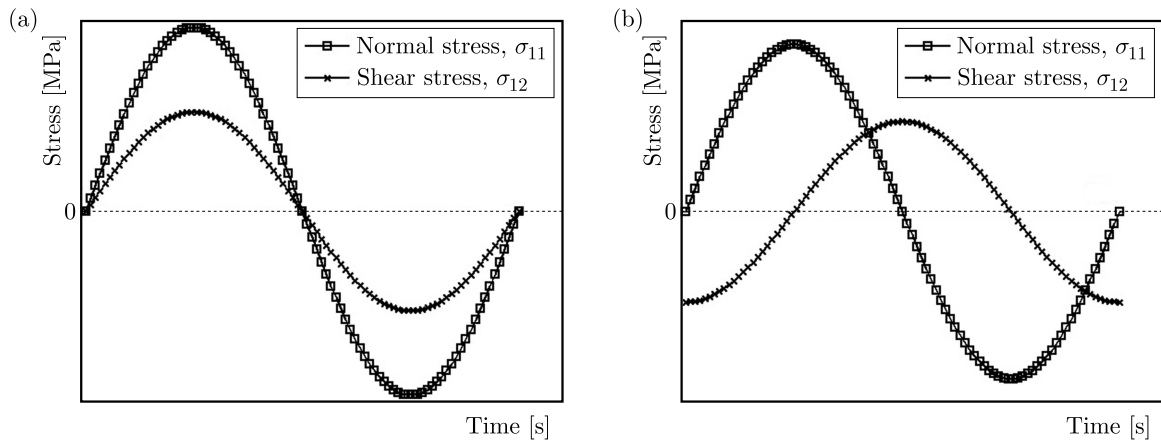 (a)
Stress [MPa]
Normal stress, σ11
Shear stress, σ12
0
Time [s]
(b)
Stress [MPa]
Normal stress, σ11
Shear stress, σ12
0
Time [s]